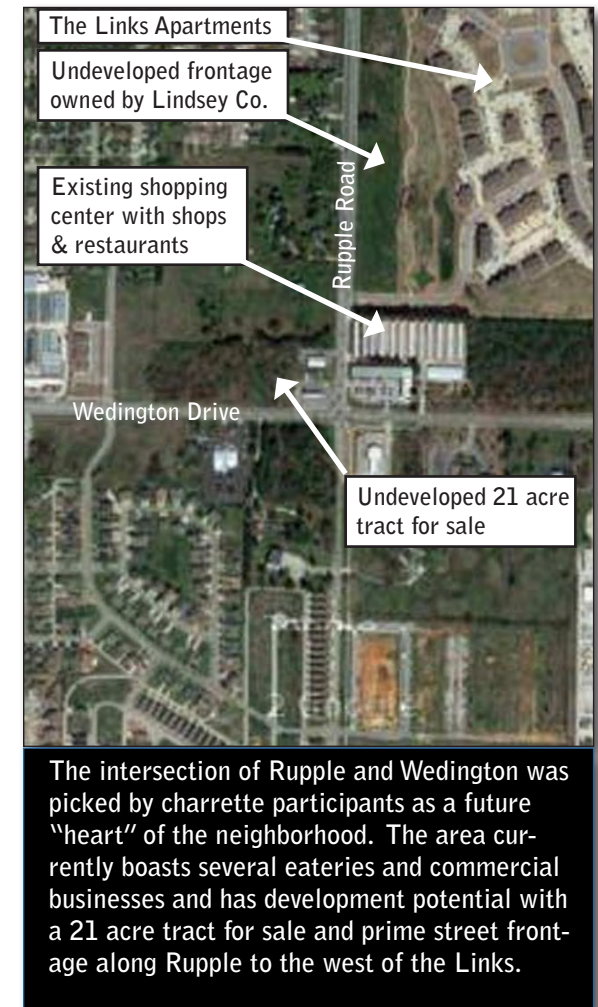 The Links Apartments
Undeveloped frontage
owned by Lindsey Co.
Existing shopping
center with shops
& restaurants
Rupple Road
Wedington Drive
Undeveloped 21 acre
tract for sale
The intersection of Rupple and Wedington was
picked by charrette participants as a future
“heart” of the neighborhood. The area cur-
rently boasts several eateries and commercial
businesses and has development potential with
a 21 acre tract for sale and prime street front-
age along Rupple to the west of the Links.